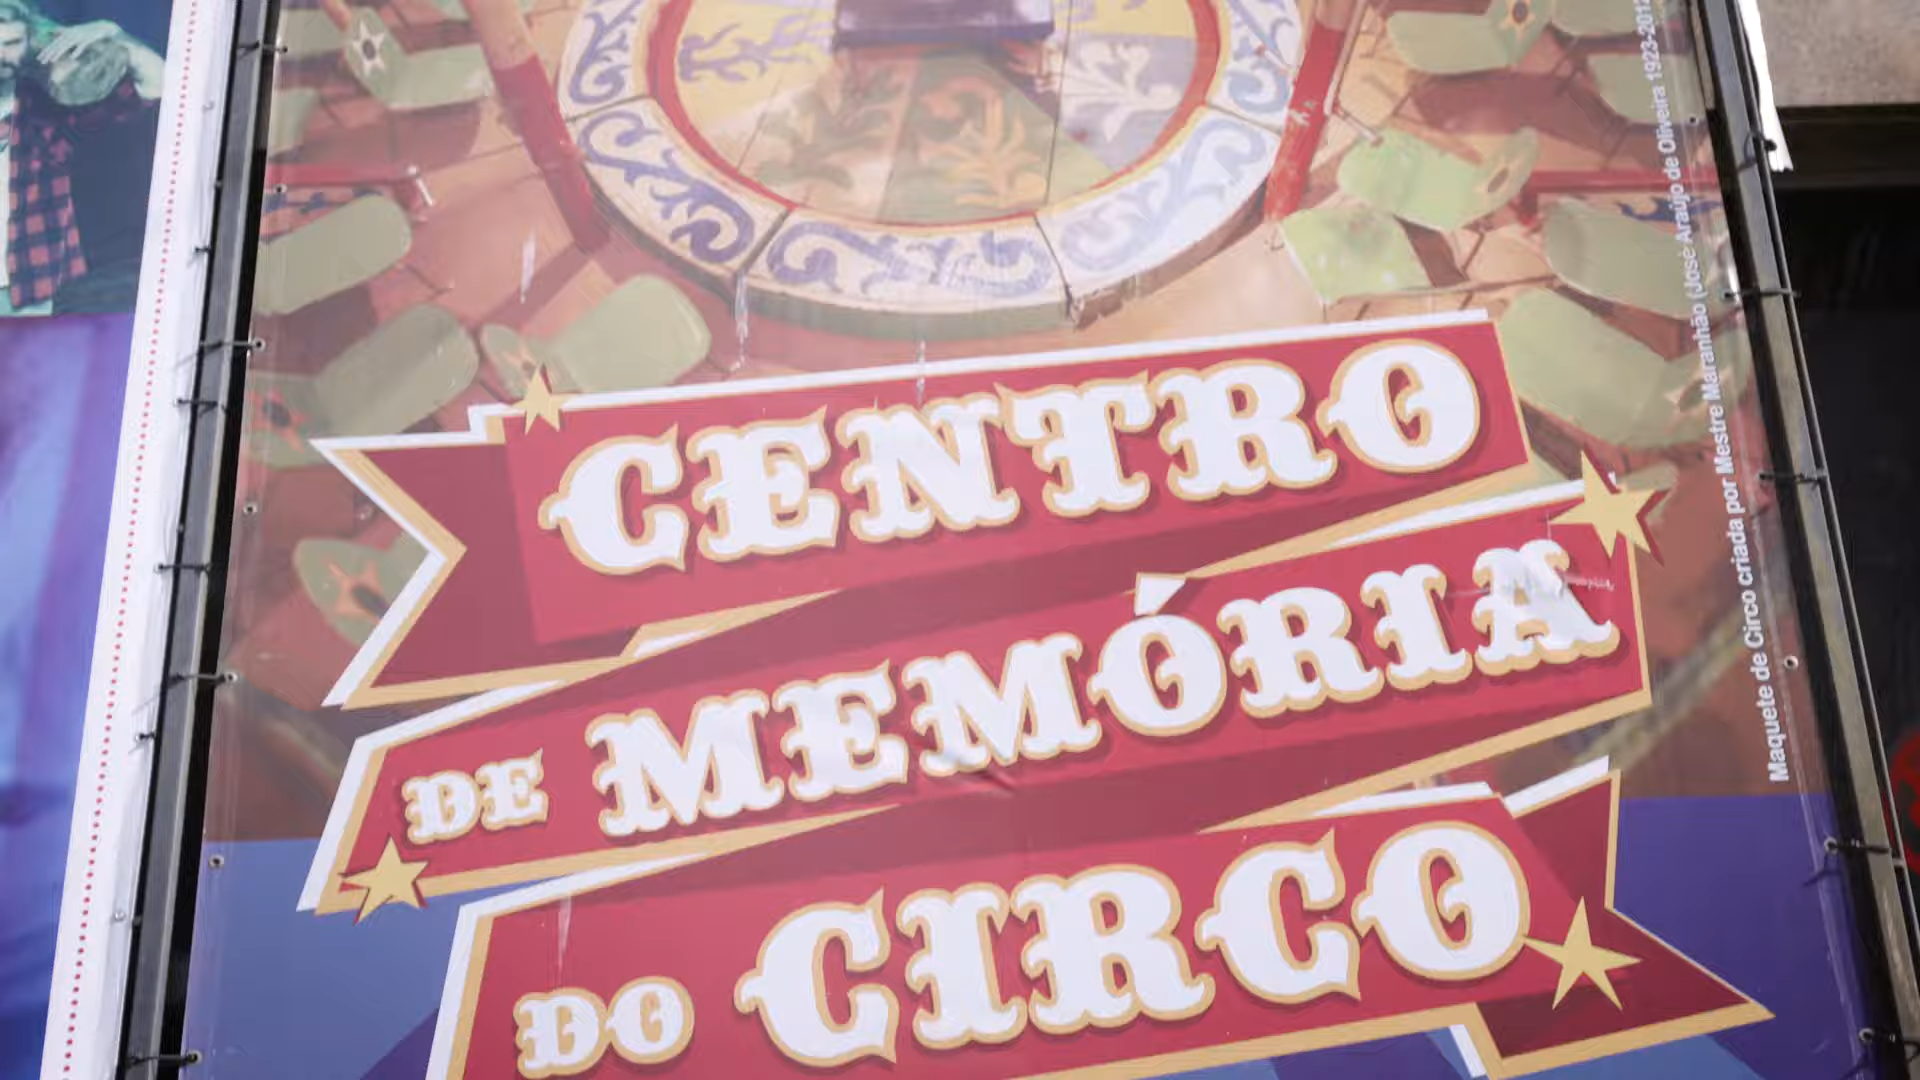 CENTRO
DE MEMÓRIA
DO CIRCO
Maquete de Circo criada por Mestre Maranhão (José Araújo de Oliveira 1923-2012